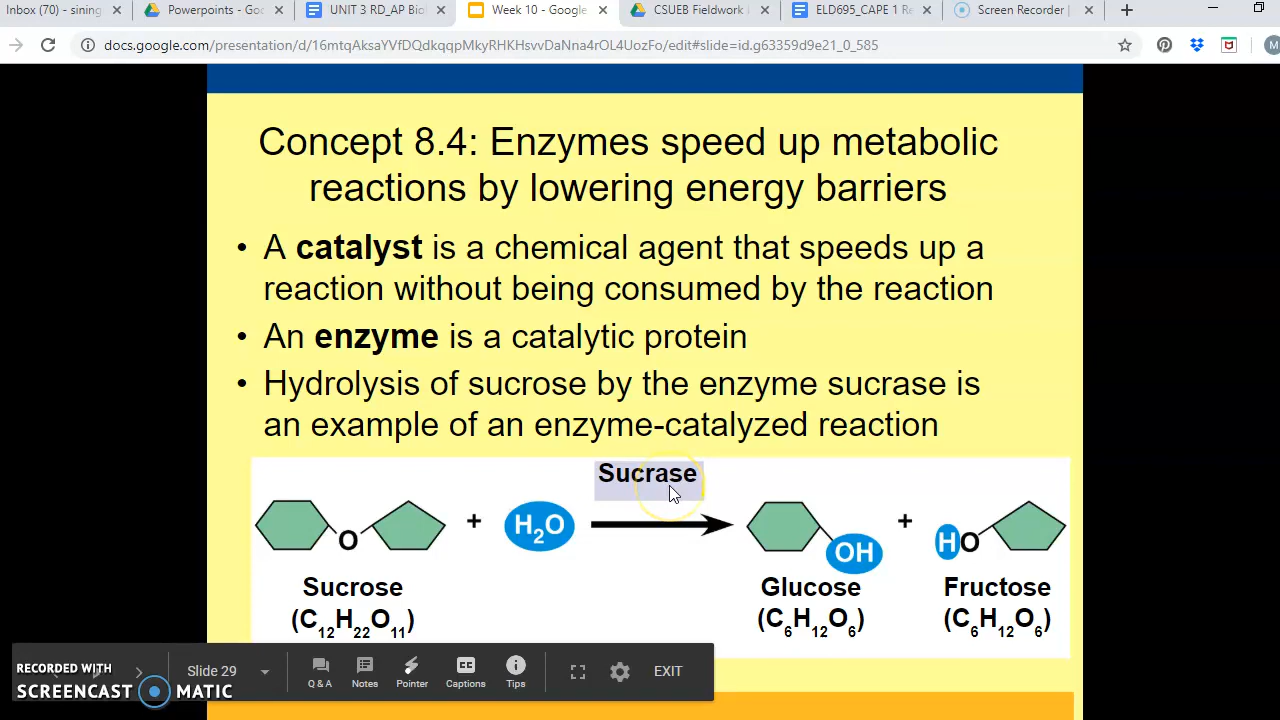 Inbox (70) - sining
Powerpoints - Goo
UNIT 3 RD_AP Bio
Week 10 - Google
CSUEB Fieldwork
ELD695_CAPE 1 Re
Screen Recorder |
docs.google.com/presentation/d/16mtqAksaYVfDQdkqqpMkyRHKHsvvDaNna4rOL4UozFo/edit#slide=id.g63359d9e21_0_585
M
Concept 8.4: Enzymes speed up metabolic
reactions by lowering energy barriers
• A catalyst is a chemical agent that speeds up a
reaction without being consumed by the reaction
• An enzyme is a catalytic protein
• Hydrolysis of sucrose by the enzyme sucrase is
an example of an enzyme-catalyzed reaction
Sucrase
O + H₂O OH + HO
Sucrose Glucose Fructose
(C₁₂H₂₂O₁₁) (C₆H₁₂O₆) (C₆H₁₂O₆)
RECORDED WITH
SCREENCAST MATIC
Slide 29
Q & A Notes Pointer Captions Tips
EXIT